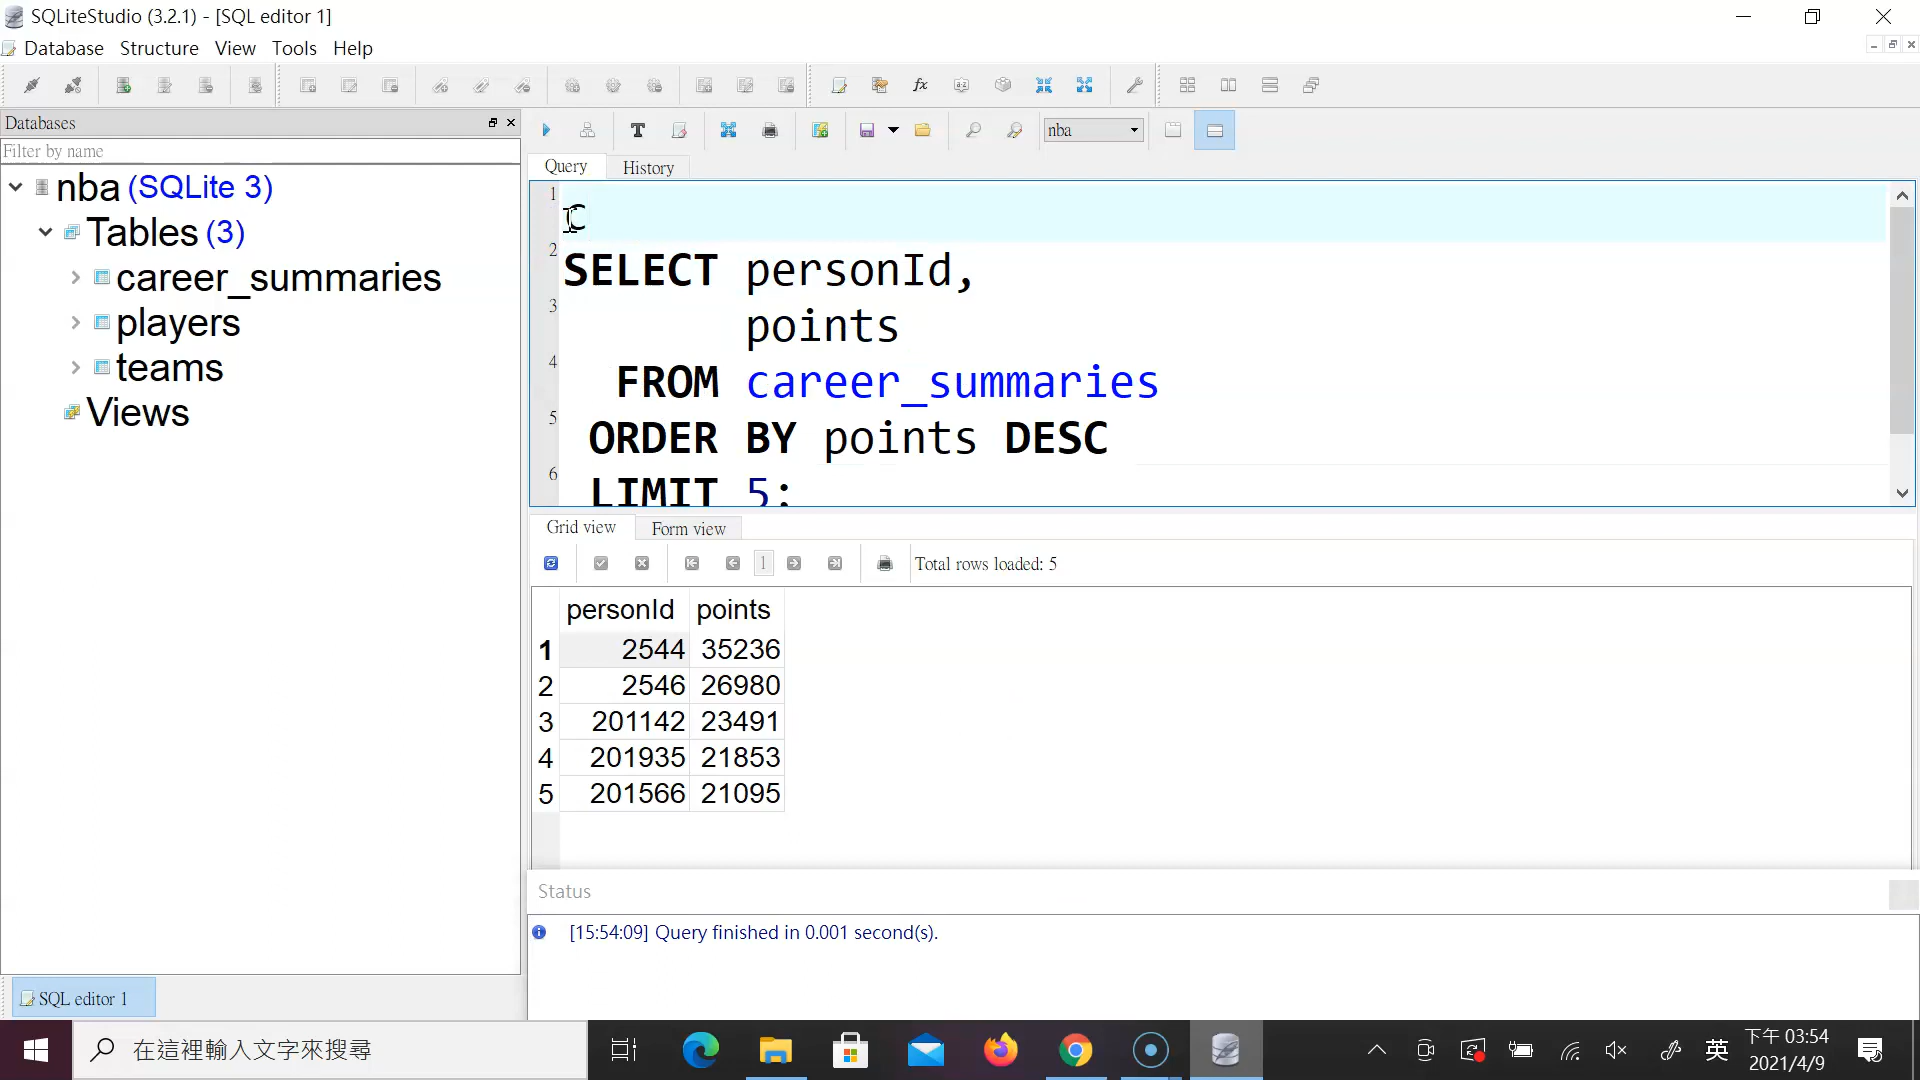 SQLiteStudio (3.2.1) - [SQL editor 1]
Database Structure View Tools Help
Databases
Filter by name
nba (SQLite 3)
Tables (3)
career_summaries
players
teams
Views
nba
Query History
1 C
2 SELECT personId,
3 points
4 FROM career_summaries
5 ORDER BY points DESC
6 LIMIT 5;
Grid view Form view
1 Total rows loaded: 5
personId points
1 2544 35236
2 2546 26980
3 201142 23491
4 201935 21853
5 201566 21095
Status
[15:54:09] Query finished in 0.001 second(s).
SQL editor 1
在這裡輸入文字來搜尋
英
下午 03:54
2021/4/9